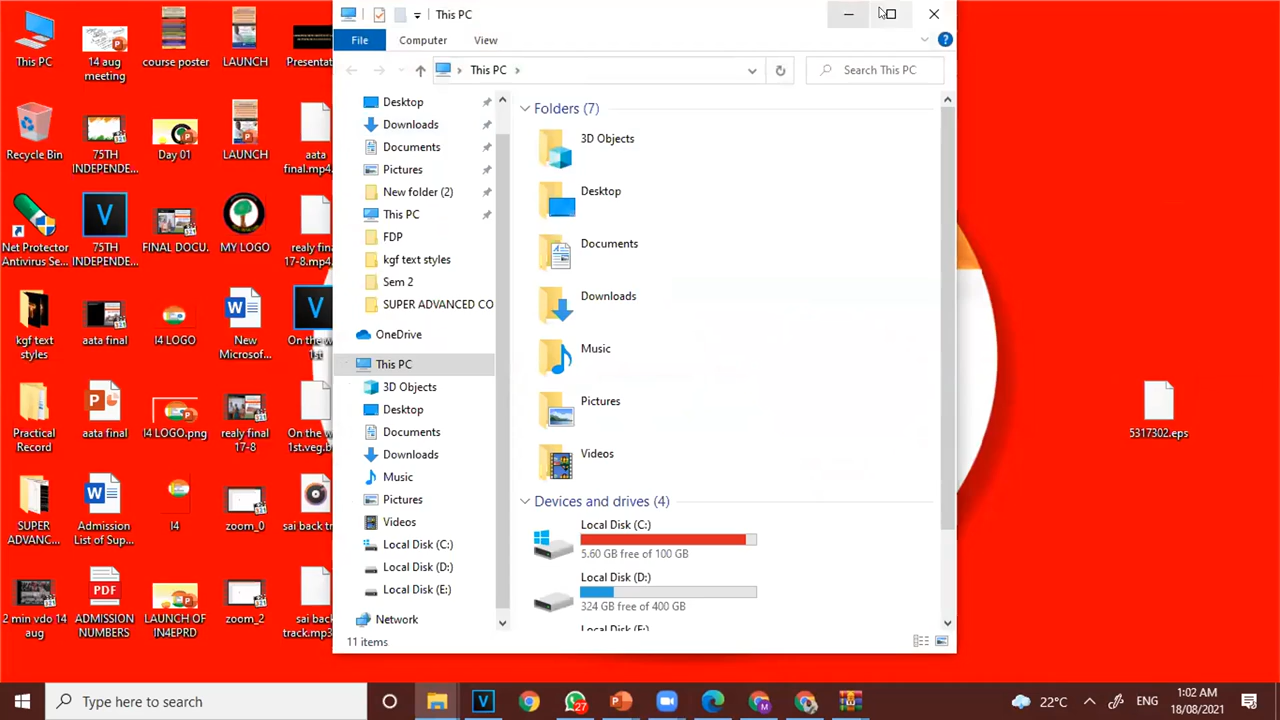 This PC
File
Computer
View
This PC
Search This PC
Desktop
Downloads
Documents
Pictures
New folder (2)
This PC
FDP
kgf text styles
Sem 2
SUPER ADVANCED CO
OneDrive
This PC
3D Objects
Desktop
Documents
Downloads
Music
Pictures
Videos
Local Disk (C:)
Local Disk (D:)
Local Disk (E:)
Network
Folders (7)
3D Objects
Desktop
Documents
Downloads
Music
Pictures
Videos
Devices and drives (4)
Local Disk (C:)
5.60 GB free of 100 GB
Local Disk (D:)
324 GB free of 400 GB
11 items
This PC
14 aug
meeting
course poster
LAUNCH
Presentat...
Recycle Bin
75TH
INDEPENDE...
Day 01
LAUNCH
aata
final.mp4.
Net Protector
Antivirus Se...
75TH
INDEPENDE...
FINAL DOCU.
MY LOGO
realy final
17-8.mp4.
kgf text
styles
aata final
I4 LOGO
New
Microsof...
On the w
1st
Practical
Record
aata final
I4 LOGO.png
realy final
17-8
On the w
1st.veg.b
SUPER
ADVANC...
Admission
List of Sup...
I4
zoom_0
sai back tr
2 min vdo 14
aug
PDF
ADMISSION
NUMBERS
LAUNCH OF
IN4EPRD
zoom_2
sai back
track.mp3
5317302.eps
Type here to search
27
22°C
ENG
1:02 AM
18/08/2021